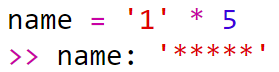 name = '1' * 5
>> name: '*****'